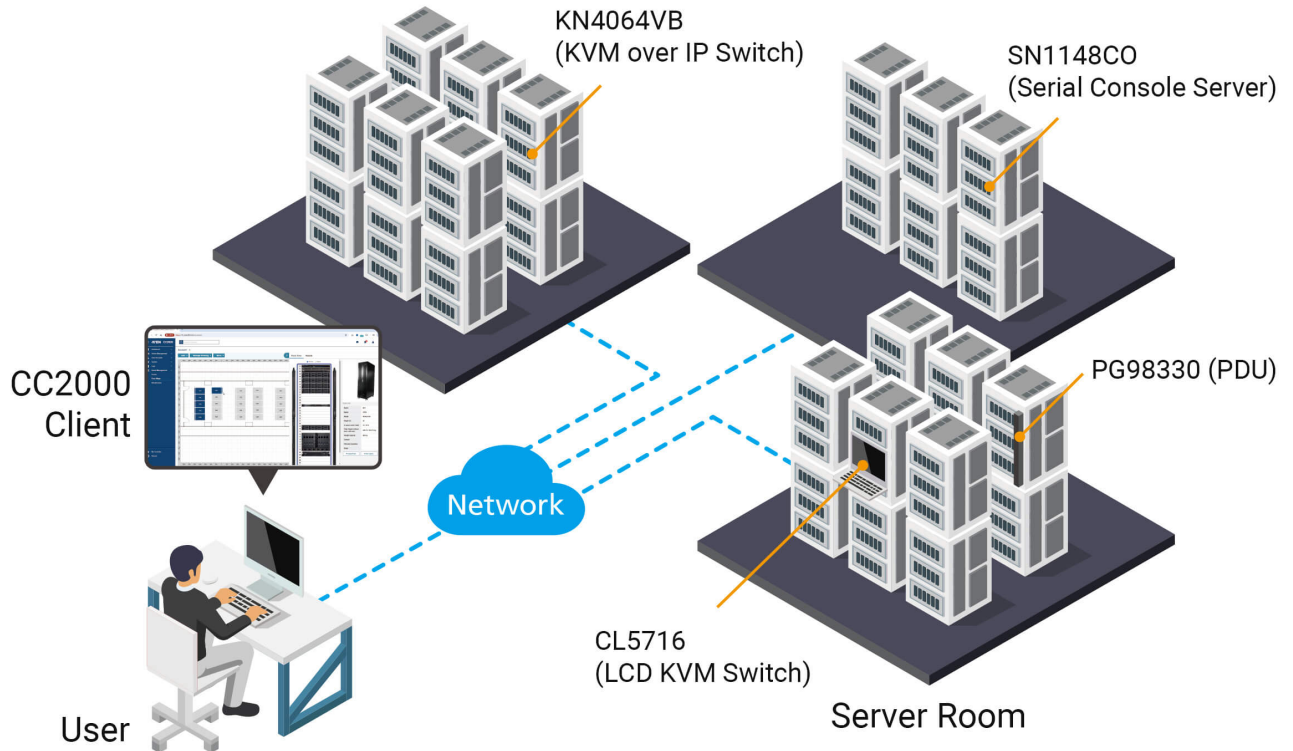 KN4064VB
(KVM over IP Switch)
SN1148CO
(Serial Console Server)
CC2000
Client
PG98330 (PDU)
Network
CL5716
(LCD KVM Switch)
User
Server Room